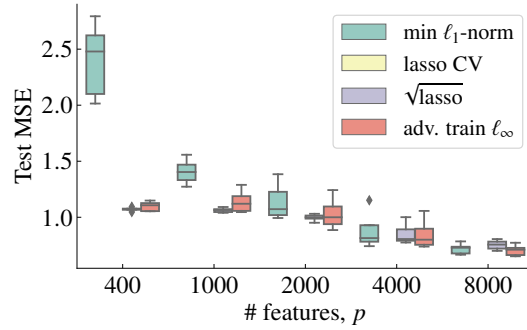 min ℓ₁-norm
lasso CV
√lasso
adv. train ℓ∞
Test MSE
2.5
2.0
1.5
1.0
400 1000 2000 4000 8000
# features, p